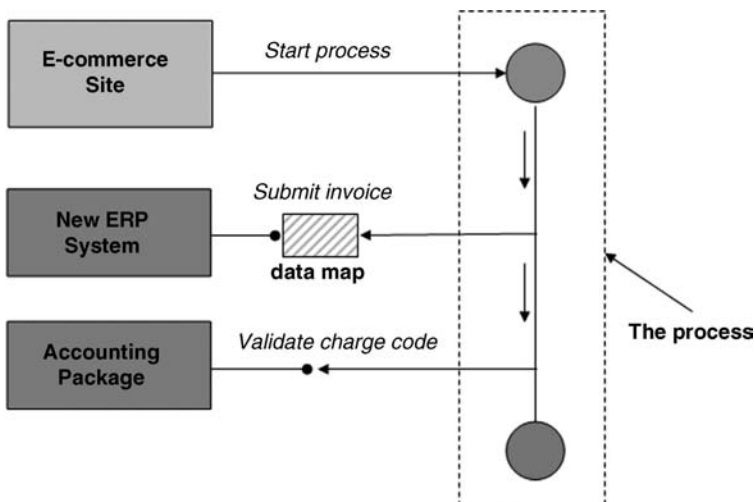 E-commerce
Site
Start process
New ERP
System
Submit invoice
data map
The process
Accounting
Package
Validate charge code